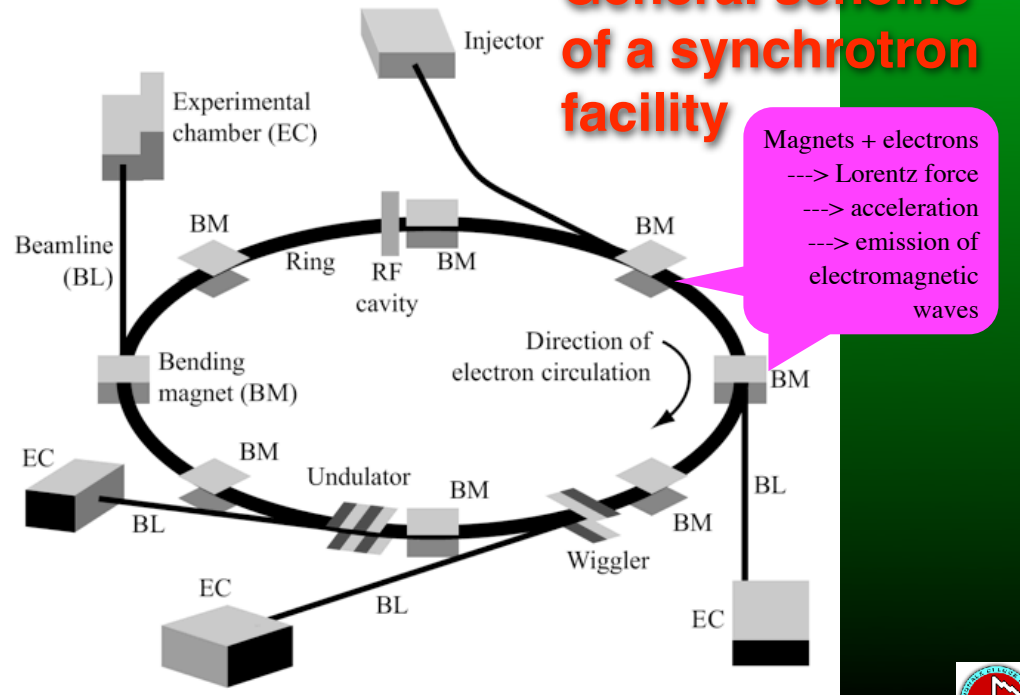 General scheme
of a synchrotron
facility
Injector
Experimental
chamber (EC)
Magnets + electrons
---> Lorentz force
---> acceleration
---> emission of
electromagnetic
waves
BM
BM
Beamline
(BL)
Ring
RF
cavity
BM
Direction of
electron circulation
Bending
magnet (BM)
BM
EC
BM
Undulator
BM
BL
BL
BM
Wiggler
EC
BL
EC